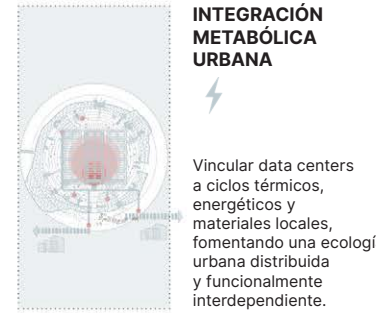 INTEGRACIÓN
METABÓLICA
URBANA
Vincular data centers
a ciclos térmicos,
energéticos y
materiales locales,
fomentando una ecologí
urbana distribuida
y funcionalmente
interdependiente.